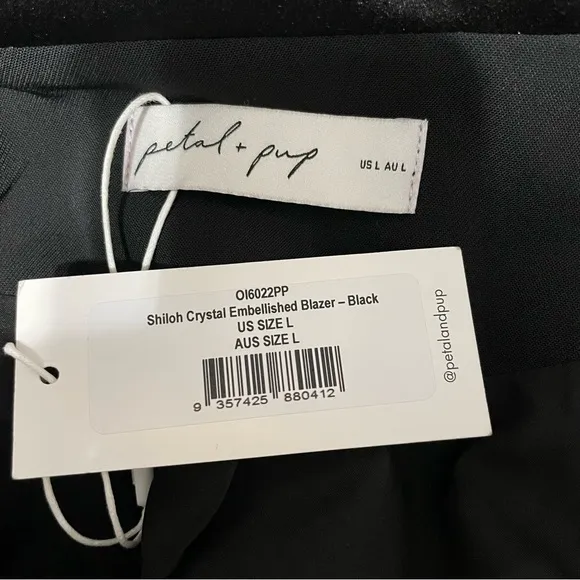 petal + pup
US L AU L
OI6022PP
Shiloh Crystal Embellished Blazer – Black
US SIZE L
AUS SIZE L
9 357425 880412
@petalandpup